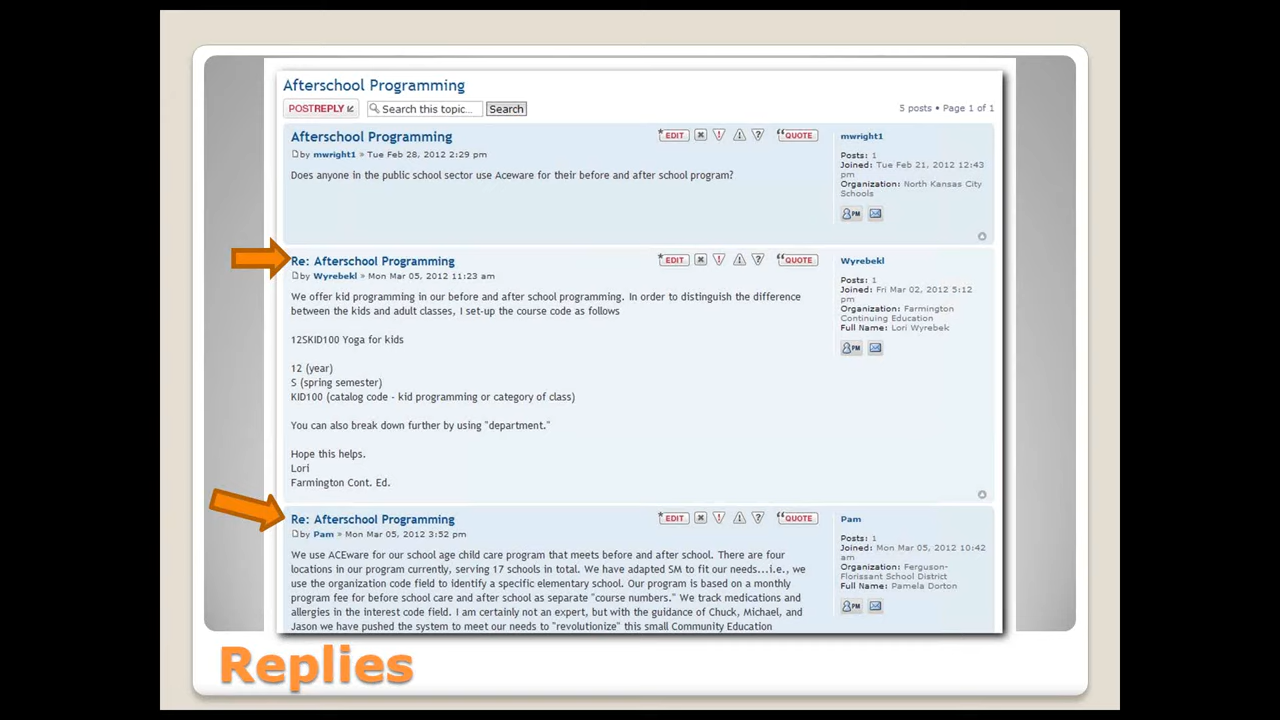 Afterschool Programming
POSTREPLY
Search this topic... Search
5 posts • Page 1 of 1
Afterschool Programming
EDIT
QUOTE
by mwright1 » Tue Feb 28, 2012 2:29 pm
Does anyone in the public school sector use Aceware for their before and after school program?
mwright1
Posts: 1
Joined: Tue Feb 21, 2012 12:43
pm
Organization: North Kansas City
Schools
PM
Re: Afterschool Programming
EDIT
QUOTE
by Wyrebekl » Mon Mar 05, 2012 11:23 am
We offer kid programming in our before and after school programming. In order to distinguish the difference
between the kids and adult classes, I set-up the course code as follows
12SKID100 Yoga for kids
12 (year)
S (spring semester)
KID100 (catalog code - kid programming or category of class)
You can also break down further by using "department."
Hope this helps.
Lori
Farmington Cont. Ed.
Wyrebekl
Posts: 1
Joined: Fri Mar 02, 2012 5:12
pm
Organization: Farmington
Continuing Education
Full Name: Lori Wyrebek
PM
Re: Afterschool Programming
EDIT
QUOTE
by Pam » Mon Mar 05, 2012 3:52 pm
We use ACEware for our school age child care program that meets before and after school. There are four
locations in our program currently, serving 17 schools in total. We have adapted SM to fit our needs...i.e., we
use the organization code field to identify a specific elementary school. Our program is based on a monthly
program fee for before school care and after school as separate "course numbers." We track medications and
allergies in the interest code field. I am certainly not an expert, but with the guidance of Chuck, Michael, and
Jason we have pushed the system to meet our needs to "revolutionize" this small Community Education
Pam
Posts: 1
Joined: Mon Mar 05, 2012 10:42
am
Organization: Ferguson-
Florissant School District
Full Name: Pamela Dorton
PM
Replies